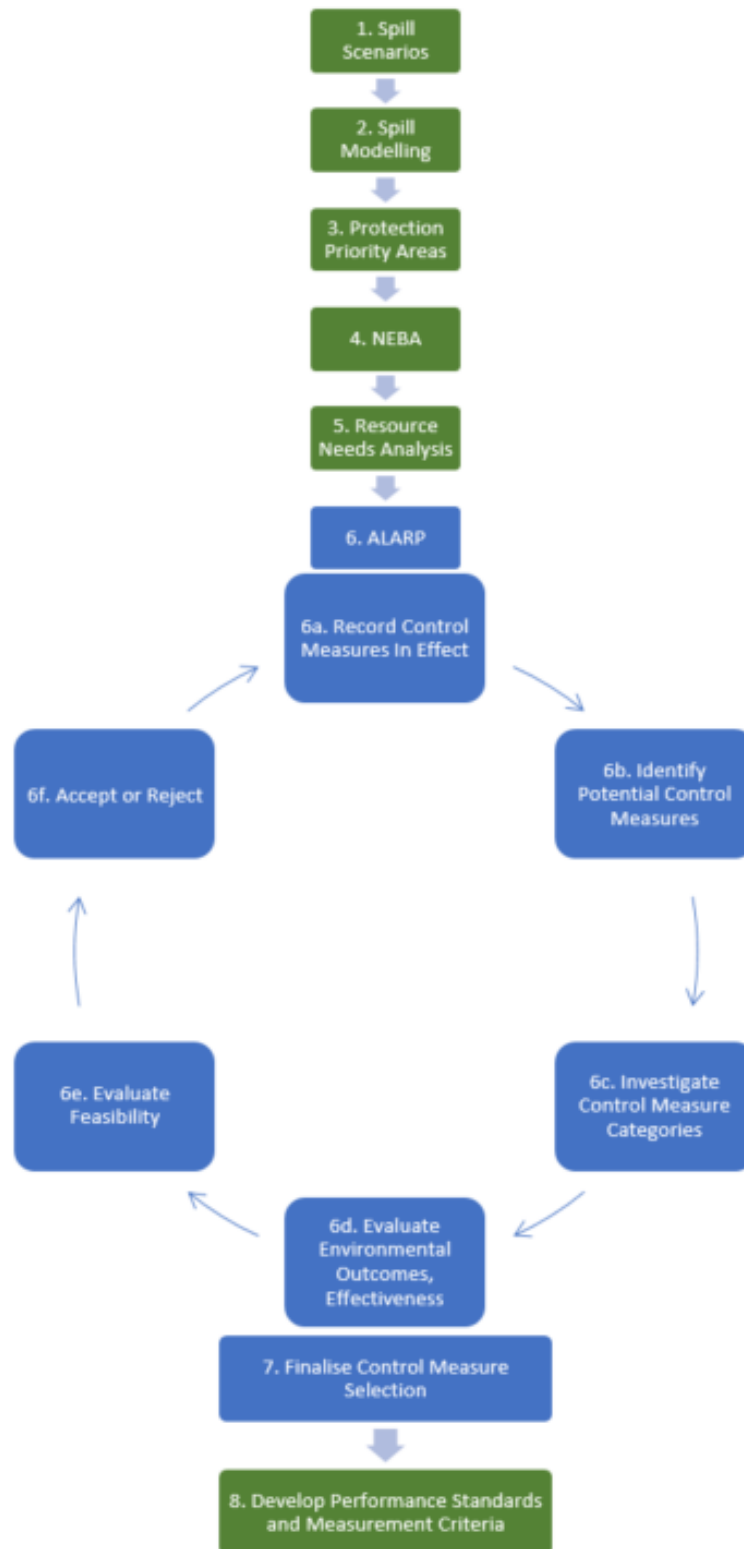 1. Spill
Scenarios
2. Spill
Modelling
3. Protection
Priority Areas
4. NEBA
5. Resource
Needs Analysis
6. ALARP
6a. Record Control
Measures In Effect
6b. Identify
Potential Control
Measures
6c. Investigate
Control Measure
Categories
6d. Evaluate
Environmental
Outcomes,
Effectiveness
6e. Evaluate
Feasibility
6f. Accept or Reject
7. Finalise Control Measure
Selection
8. Develop Performance Standards
and Measurement Criteria